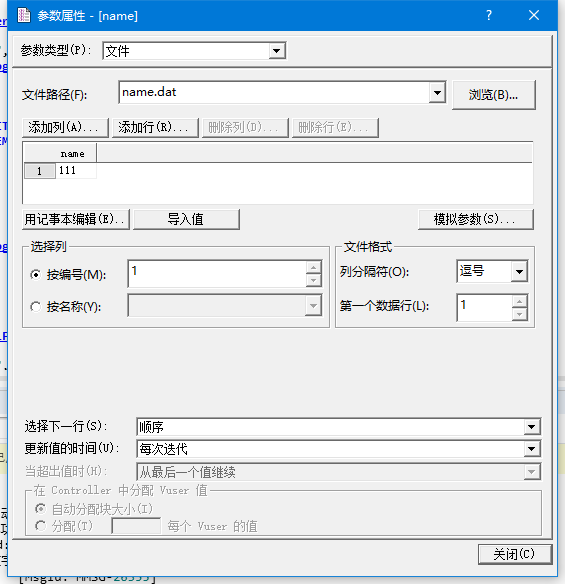 参数属性 - [name]
参数类型(P): 文件
文件路径(F): name.dat 浏览(B)...
添加列(A)... 添加行(R)... 删除列(D)... 删除行(E)...
name
1 111
用记事本编辑(E).. 导入值 模拟参数(S)...
选择列 文件格式
按编号(M): 1 列分隔符(O): 逗号
按名称(Y): 第一个数据行(L): 1
选择下一行(S): 顺序
更新值的时间(U): 每次迭代
当超出值时(H): 从最后一个值继续
在 Controller 中分配 Vuser 值
自动分配块大小(I)
分配(T) 每个 Vuser 的值
关闭(C)